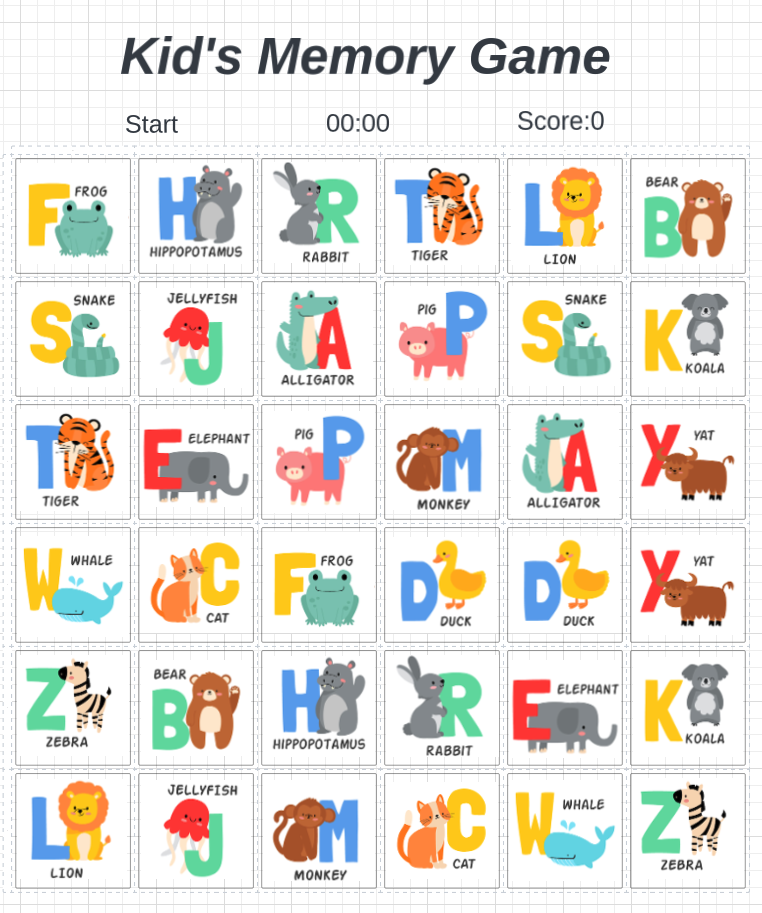 Kid's Memory Game
Start 00:00 Score:0
F FROG
H HIPPOPOTAMUS
R RABBIT
T TIGER
L LION
BEAR B
S SNAKE
JELLYFISH J
A ALLIGATOR
PIG P
S SNAKE
K KOALA
T TIGER
E ELEPHANT
PIG P
M MONKEY
A ALLIGATOR
Y YAT
W WHALE
C CAT
F FROG
D DUCK
D DUCK
Y YAT
Z ZEBRA
BEAR B
H HIPPOPOTAMUS
R RABBIT
E ELEPHANT
K KOALA
L LION
JELLYFISH J
M MONKEY
C CAT
W WHALE
Z ZEBRA